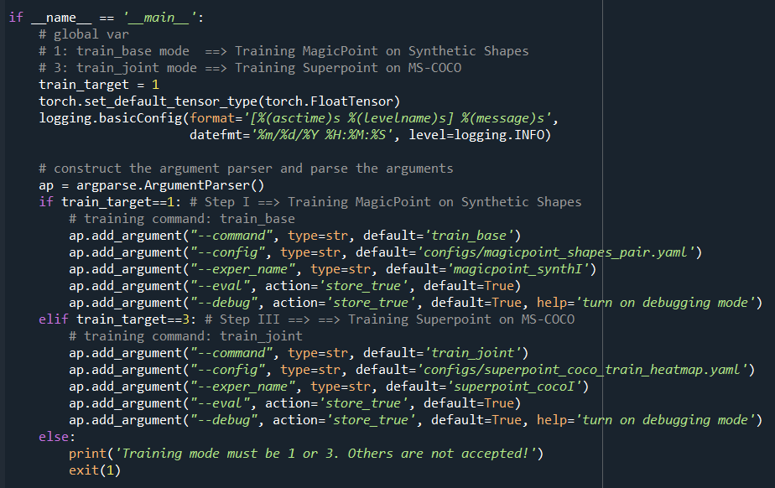 if __name__ == '__main__':
    # global var
    # 1: train_base mode  ==> Training MagicPoint on Synthetic Shapes
    # 3: train_joint mode ==> Training Superpoint on MS-COCO
    train_target = 1
    torch.set_default_tensor_type(torch.FloatTensor)
    logging.basicConfig(format='[%(asctime)s %(levelname)s] %(message)s',
                        datefmt='%m/%d/%Y %H:%M:%S', level=logging.INFO)

    # construct the argument parser and parse the arguments
    ap = argparse.ArgumentParser()
    if train_target==1: # Step I ==> Training MagicPoint on Synthetic Shapes
        # training command: train_base
        ap.add_argument("--command", type=str, default='train_base')
        ap.add_argument("--config", type=str, default='configs/magicpoint_shapes_pair.yaml')
        ap.add_argument("--exper_name", type=str, default='magicpoint_synthI')
        ap.add_argument("--eval", action='store_true', default=True)
        ap.add_argument("--debug", action='store_true', default=True, help='turn on debugging mode')
    elif train_target==3: # Step III ==> ==> Training Superpoint on MS-COCO
        # training command: train_joint
        ap.add_argument("--command", type=str, default='train_joint')
        ap.add_argument("--config", type=str, default='configs/superpoint_coco_train_heatmap.yaml')
        ap.add_argument("--exper_name", type=str, default='superpoint_cocoI')
        ap.add_argument("--eval", action='store_true', default=True)
        ap.add_argument("--debug", action='store_true', default=True, help='turn on debugging mode')
    else:
        print('Training mode must be 1 or 3. Others are not accepted!')
        exit(1)